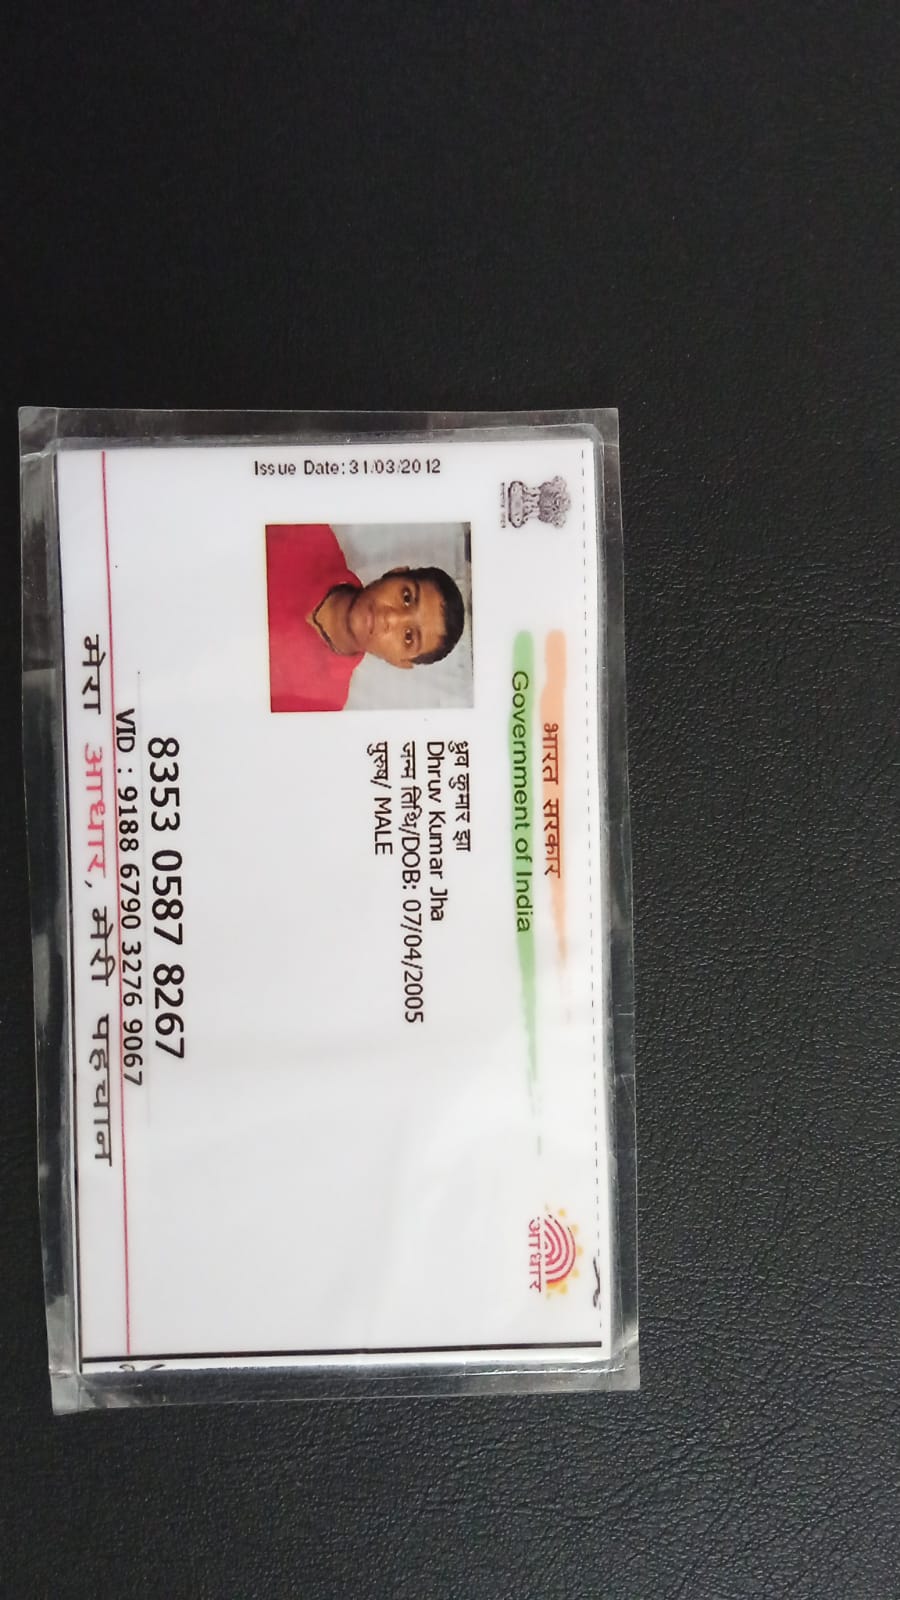 भारत सरकार
Government of India
Issue Date: 31/03/2012
ध्रुव कुमार झा
Dhruv Kumar Jha
जन्म तिथि/DOB: 07/04/2005
पुरुष/ MALE
आधार
8353 0587 8267
VID : 9188 6790 3276 9067
मेरा आधार, मेरी पहचान